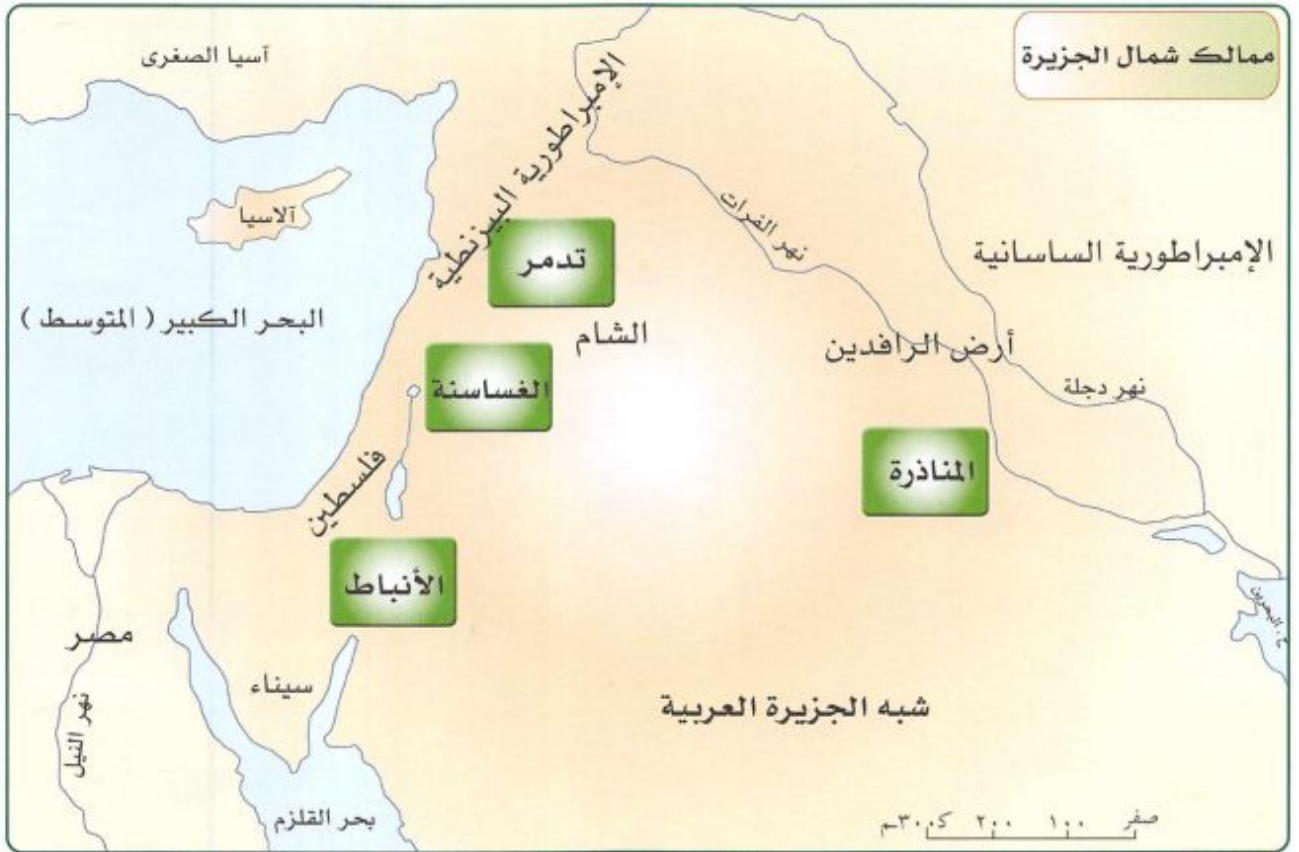 ممالك شمال الجزيرة
آسيا الصغرى
الإمبراطورية البيزنطية
آلاسيا
نهر الفرات
الإمبراطورية الساسانية
تدمر
البحر الكبير ( المتوسط )
الشام
أرض الرافدين
الغساسنة
نهر دجلة
المناذرة
فلسطين
الأنباط
خ. البحرين
مصر
سيناء
شبه الجزيرة العربية
نهر النيل
بحر القلزم
صفر ١٠٠ ٢٠٠ ٣٠٠كم